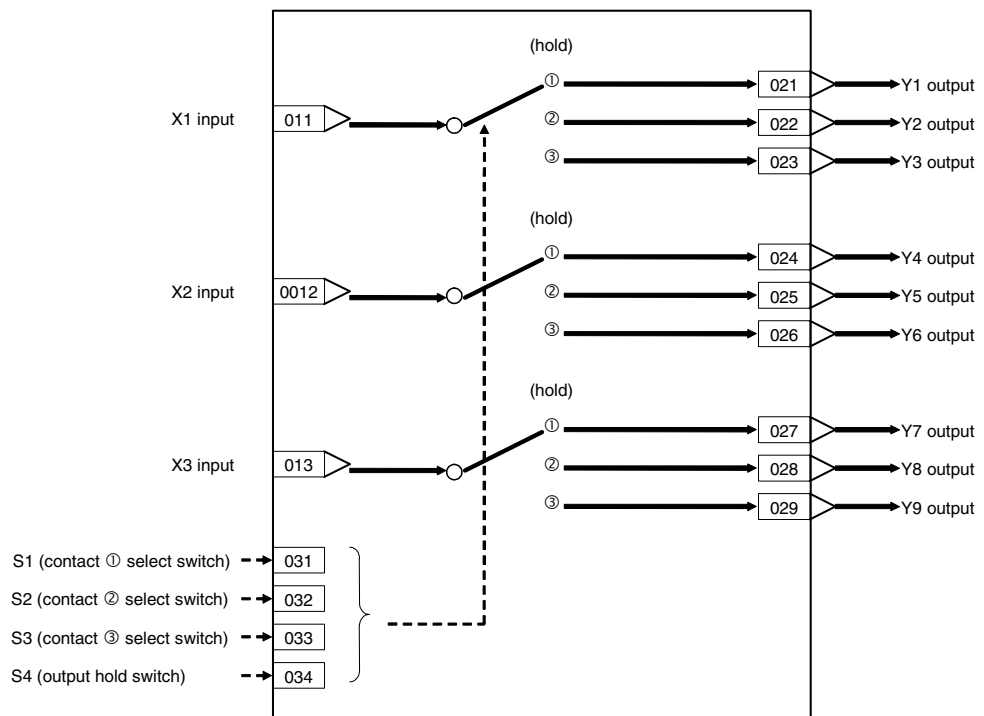 (hold)
① 021 Y1 output
X1 input 011
② 022 Y2 output
③ 023 Y3 output
(hold)
① 024 Y4 output
X2 input 0012
② 025 Y5 output
③ 026 Y6 output
(hold)
① 027 Y7 output
X3 input 013
② 028 Y8 output
③ 029 Y9 output
S1 (contact ① select switch) 031
S2 (contact ② select switch) 032
S3 (contact ③ select switch) 033
S4 (output hold switch) 034